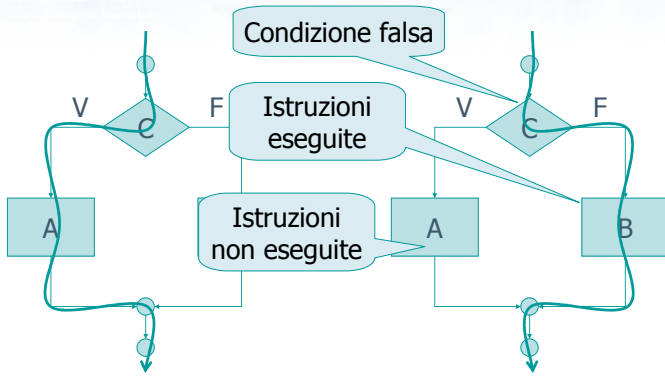 Condizione falsa
V
C
F
Istruzioni
eseguite
V
C
F
A
Istruzioni
non eseguite
A
B